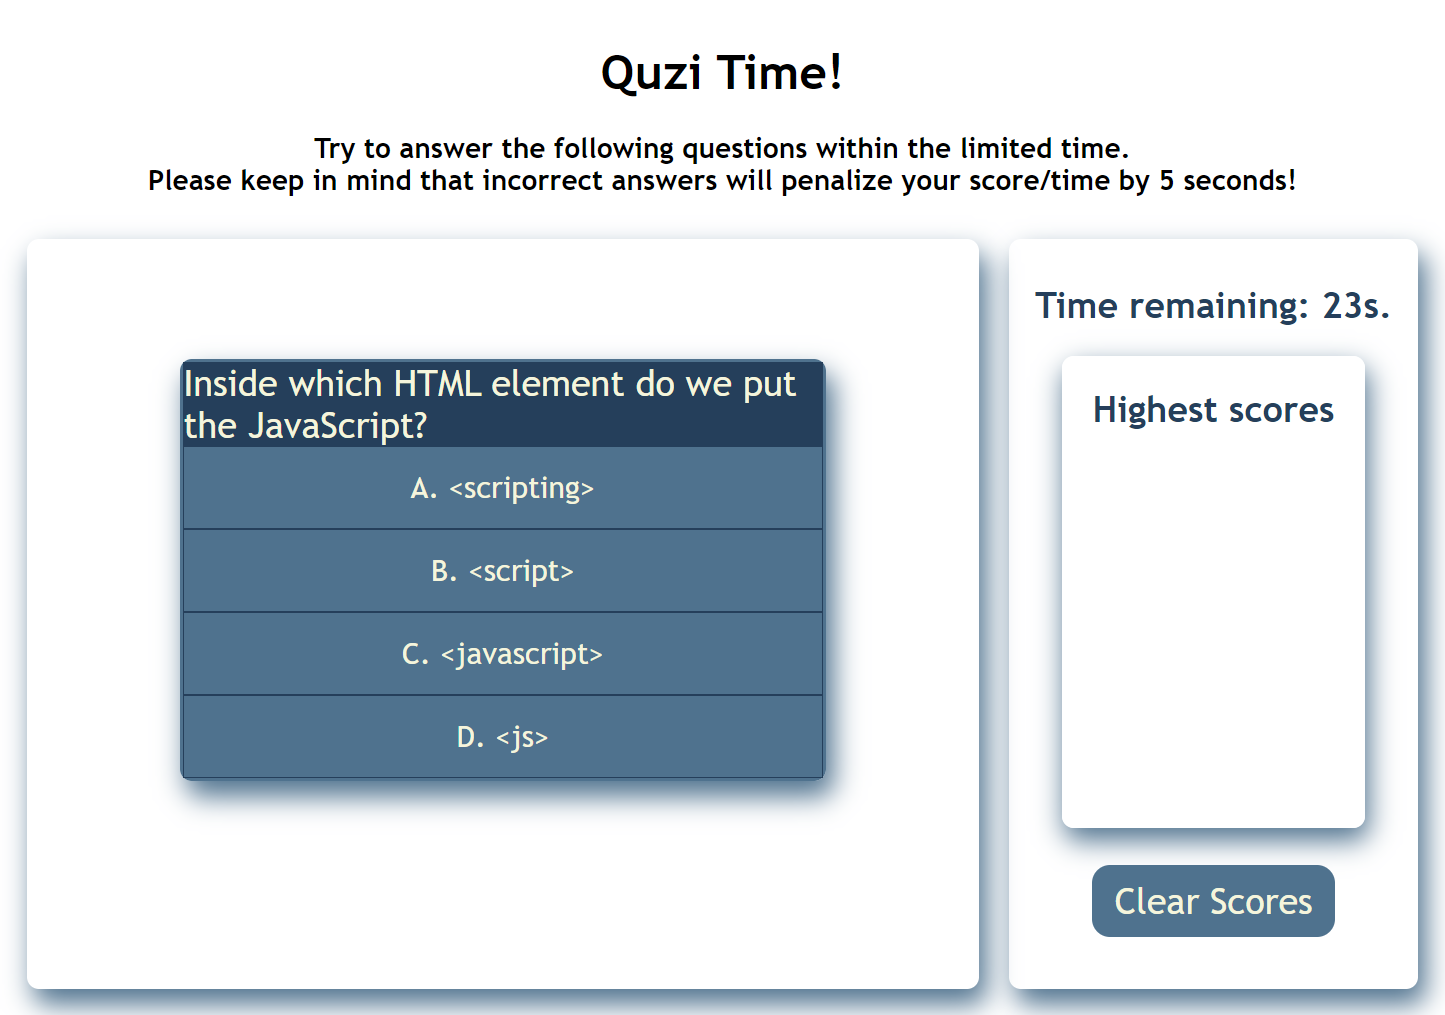 Quzi Time!
Try to answer the following questions within the limited time.
Please keep in mind that incorrect answers will penalize your score/time by 5 seconds!
Inside which HTML element do we put
the JavaScript?
A. <scripting>
B. <script>
C. <javascript>
D. <js>
Time remaining: 23s.
Highest scores
Clear Scores